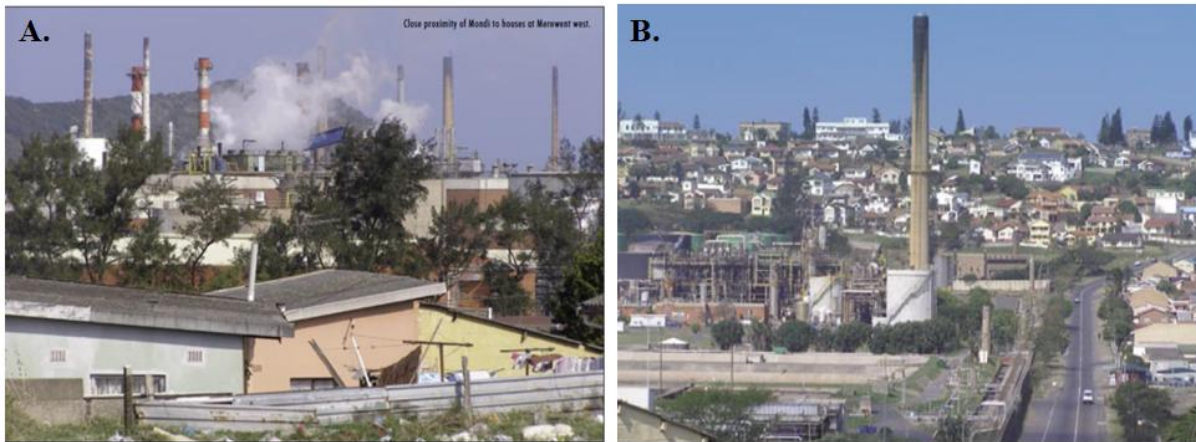 Close proximity of Mondi to houses at Merewent west.
A.
B.